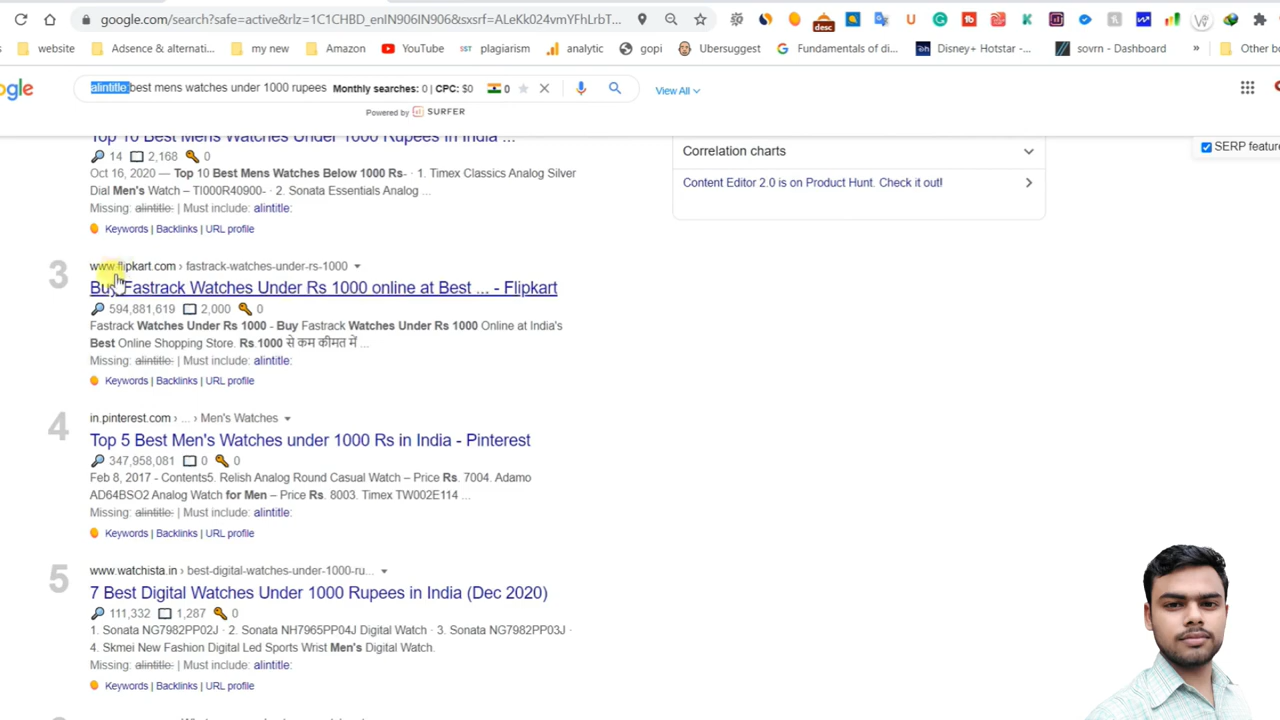 google.com/search?safe=active&rlz=1C1CHBD_enIN906IN906&sxsrf=ALeKk024vmYFhLrbT...
website Adsence & alternati... my new Amazon YouTube SST plagiarism analytic gopi Ubersuggest Fundamentals of di... Disney+ Hotstar -... sovrn - Dashboard » Other bo
desc
ogle alintitle:best mens watches under 1000 rupees Monthly searches: 0 | CPC: $0 0 View All
Powered by SURFER
Top 10 Best Mens Watches Under 1000 Rupees In India ...
14 2,168 0
Oct 16, 2020 — Top 10 Best Mens Watches Below 1000 Rs- · 1. Timex Classics Analog Silver
Dial Men's Watch – TI000R40900- · 2. Sonata Essentials Analog ...
Missing: alintitle: | Must include: alintitle:
Keywords | Backlinks | URL profile
3
www.flipkart.com › fastrack-watches-under-rs-1000
Buy Fastrack Watches Under Rs 1000 online at Best ... - Flipkart
594,881,619 2,000 0
Fastrack Watches Under Rs 1000 - Buy Fastrack Watches Under Rs 1000 Online at India's
Best Online Shopping Store. Rs 1000 से कम कीमत में ...
Missing: alintitle: | Must include: alintitle:
Keywords | Backlinks | URL profile
4
in.pinterest.com › ... › Men's Watches
Top 5 Best Men's Watches under 1000 Rs in India - Pinterest
347,958,081 0 0
Feb 8, 2017 - Contents5. Relish Analog Round Casual Watch – Price Rs. 7004. Adamo
AD64BSO2 Analog Watch for Men – Price Rs. 8003. Timex TW002E114 ...
Missing: alintitle: | Must include: alintitle:
Keywords | Backlinks | URL profile
5
www.watchista.in › best-digital-watches-under-1000-ru...
7 Best Digital Watches Under 1000 Rupees in India (Dec 2020)
111,332 1,287 0
1. Sonata NG7982PP02J · 2. Sonata NH7965PP04J Digital Watch · 3. Sonata NG7982PP03J ·
4. Skmei New Fashion Digital Led Sports Wrist Men's Digital Watch.
Missing: alintitle: | Must include: alintitle:
Keywords | Backlinks | URL profile
Correlation charts
Content Editor 2.0 is on Product Hunt. Check it out!
SERP feature